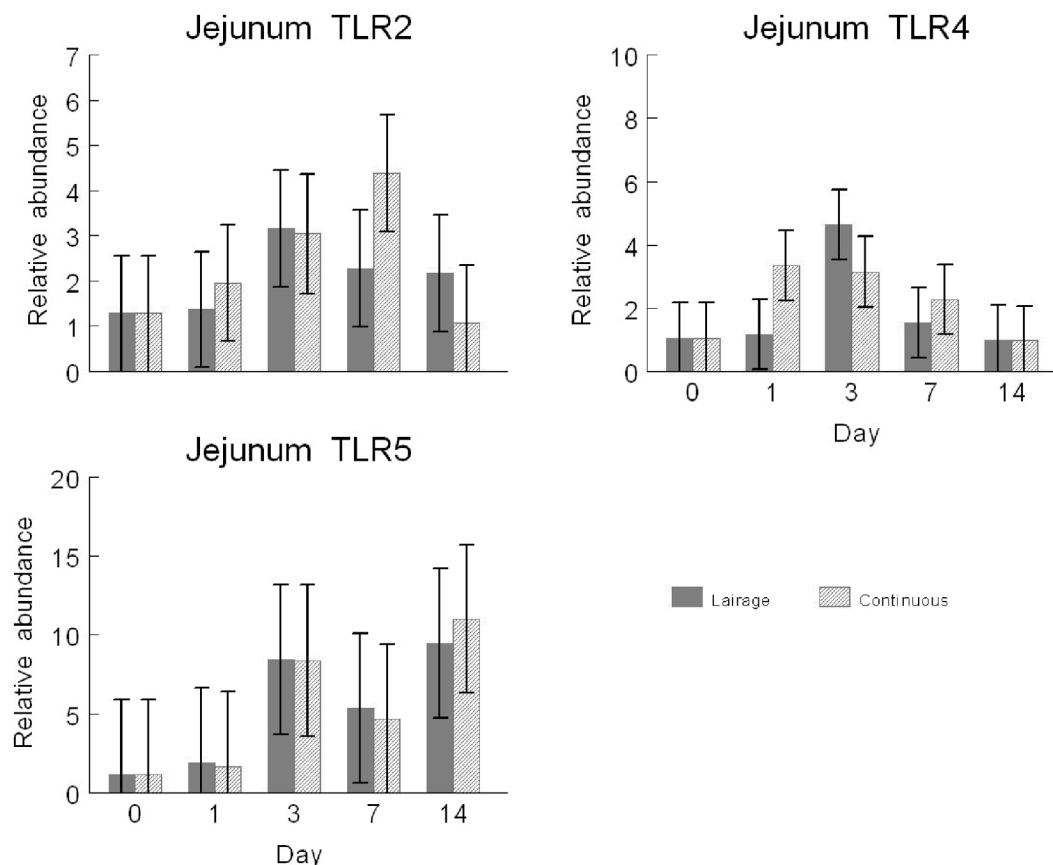 Jejunum TLR2
Relative abundance
7
6
5
4
3
2
1
0
Jejunum TLR4
Relative abundance
10
8
6
4
2
0
0 1 3 7 14
Day
Jejunum TLR5
Relative abundance
20
15
10
5
0
0 1 3 7 14
Day
Lairage Continuous